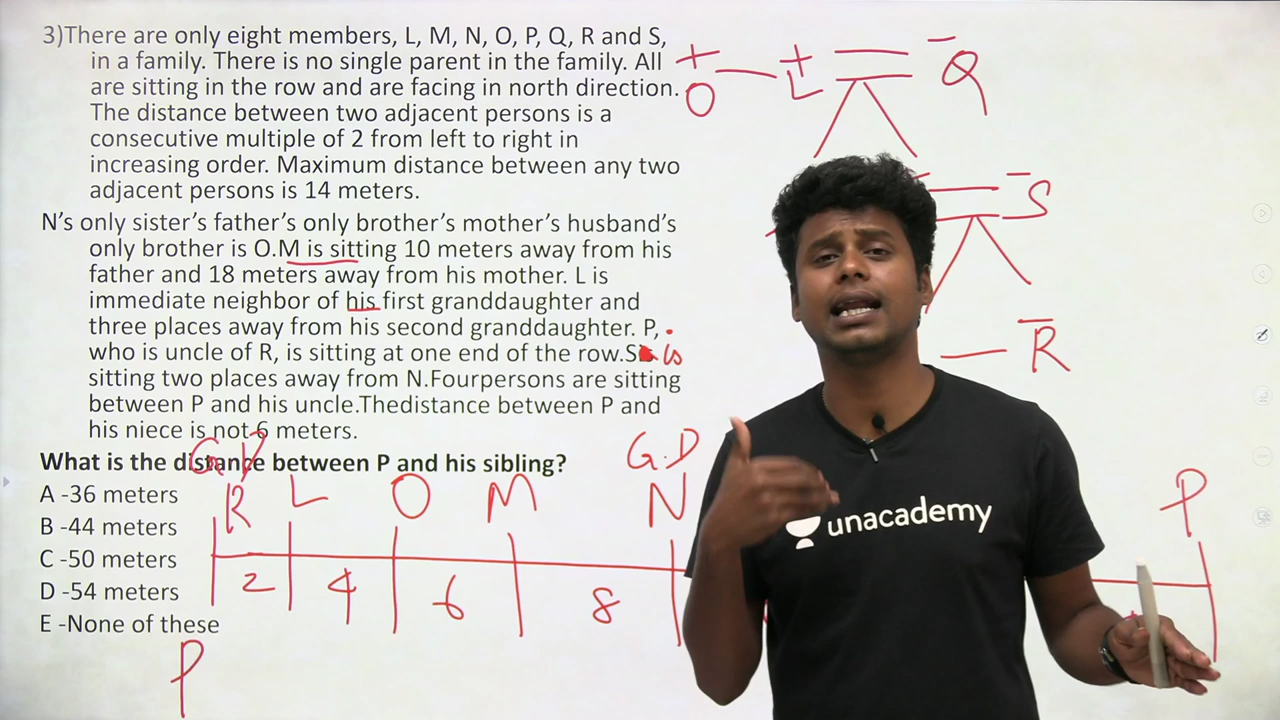 3)There are only eight members, L, M, N, O, P, Q, R and S,
in a family. There is no single parent in the family. All
are sitting in the row and are facing in north direction.
The distance between two adjacent persons is a
consecutive multiple of 2 from left to right in
increasing order. Maximum distance between any two
adjacent persons is 14 meters.
N's only sister's father's only brother's mother's husband's
only brother is O.M is sitting 10 meters away from his
father and 18 meters away from his mother. L is
immediate neighbor of his first granddaughter and
three places away from his second granddaughter. P,
who is uncle of R, is sitting at one end of the row.S is
sitting two places away from N.Fourpersons are sitting
between P and his uncle.Thedistance between P and
his niece is not 6 meters.
What is the distance between P and his sibling?
A -36 meters
B -44 meters
C -50 meters
D -54 meters
E -None of these
+ + - Q
O L
- S
- R
G.D G.D
R L O M N P
2 4 6 8
P
unacademy